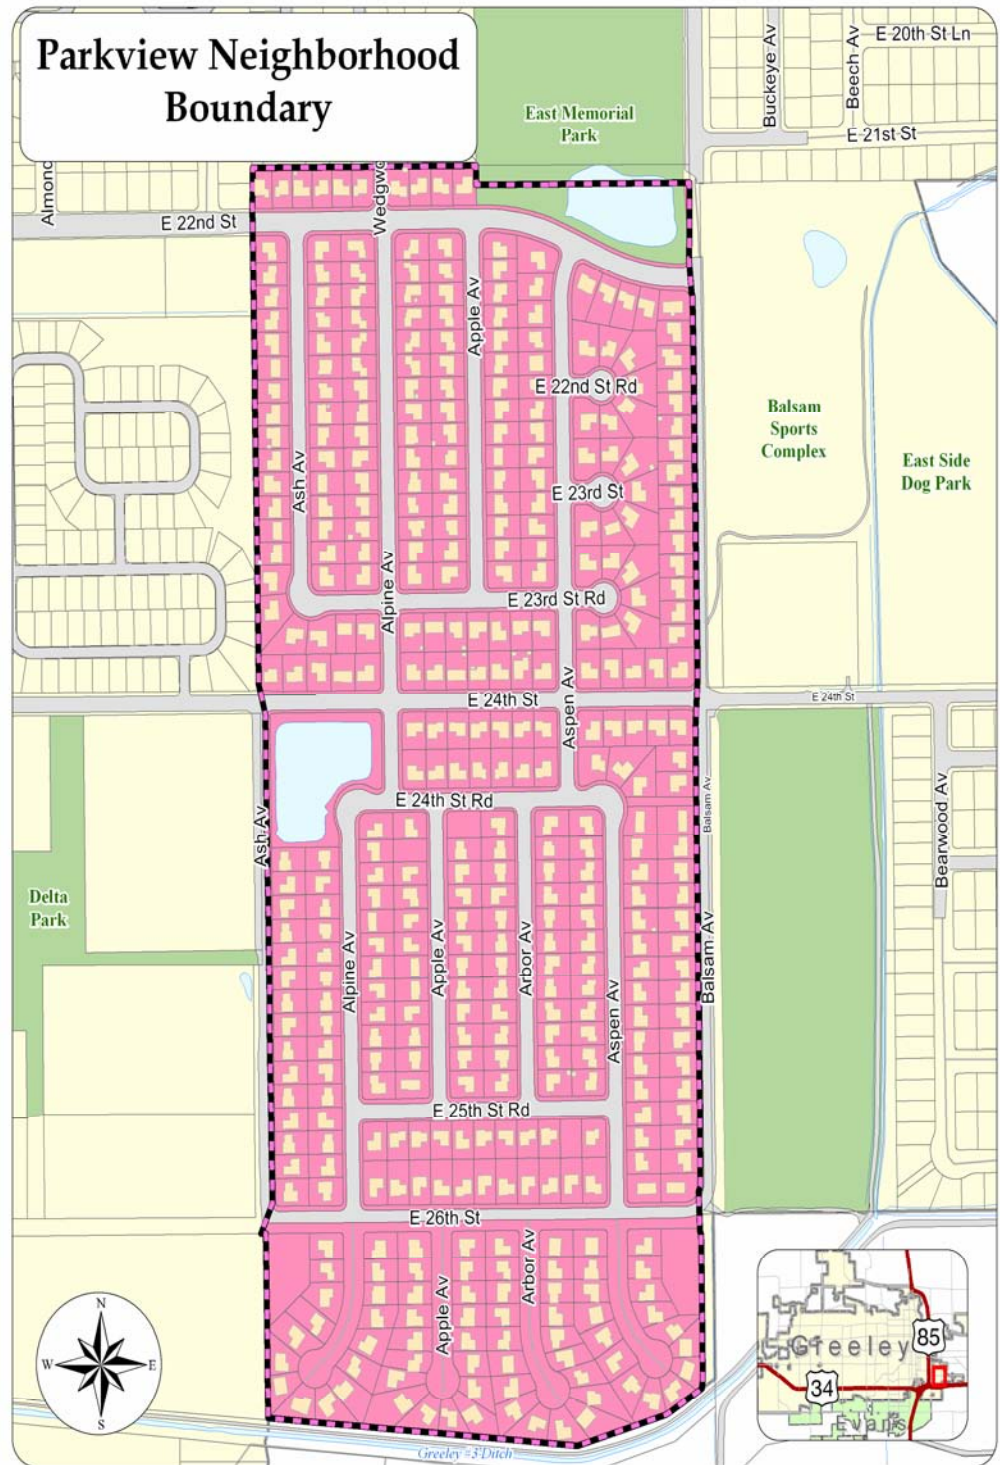 Parkview Neighborhood
Boundary
E 20th St Ln
Buckeye Av
Beech Av
East Memorial
Park
E 21st St
Almond
Wedgwo
E 22nd St
Apple Av
E 22nd St Rd
Balsam
Sports
Complex
East Side
Dog Park
Ash Av
E 23rd St
Alpine Av
E 23rd St Rd
Aspen Av
E 24th St
E 24th St
E 24th St Rd
Ash Av
Balsam Av
Bearwood Av
Delta
Park
Alpine Av
Apple Av
Arbor Av
Aspen Av
Balsam Av
E 25th St Rd
E 26th St
Apple Av
Arbor Av
N
W
E
S
Greeley
85
34
Evans
Greeley #3 Ditch